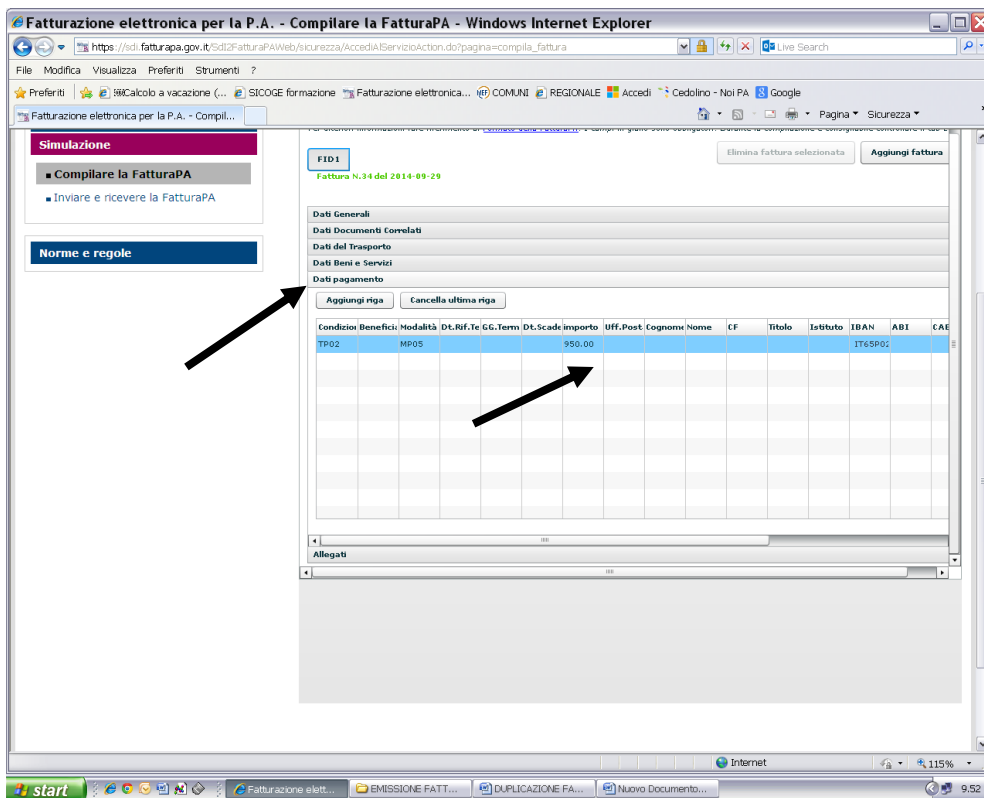 Fatturazione elettronica per la P.A. - Compilare la FatturaPA - Windows Internet Explorer
https://sdi.fatturapa.gov.it/SdI2FatturaPAWeb/sicurezza/AccediAlServizioAction.do?pagina=compila_fattura
Live Search
File Modifica Visualizza Preferiti Strumenti ?
Preferiti Calcolo a vacazione (... SICOGE formazione Fatturazione elettronica... COMUNI REGIONALE Accedi Cedolino - Noi PA Google
Fatturazione elettronica per la P.A. - Compil... Pagina Sicurezza
Simulazione
Compilare la FatturaPA
Inviare e ricevere la FatturaPA
Norme e regole
FID1
Elimina fattura selezionata Aggiungi fattura
Fattura N.34 del 2014-09-29
Dati Generali
Dati Documenti Correlati
Dati del Trasporto
Dati Beni e Servizi
Dati pagamento
Aggiungi riga Cancella ultima riga
Condizion Beneficia Modalità Dt.Rif.Te GG.Term Dt.Scade importo Uff.Post Cognome Nome CF Titolo Istituto IBAN ABI CAB
TP02 MP05 950.00 IT65P02
Allegati
Internet 115%
start Fatturazione elett... EMISSIONE FATT... DUPLICAZIONE FA... Nuovo Documento... 9.52